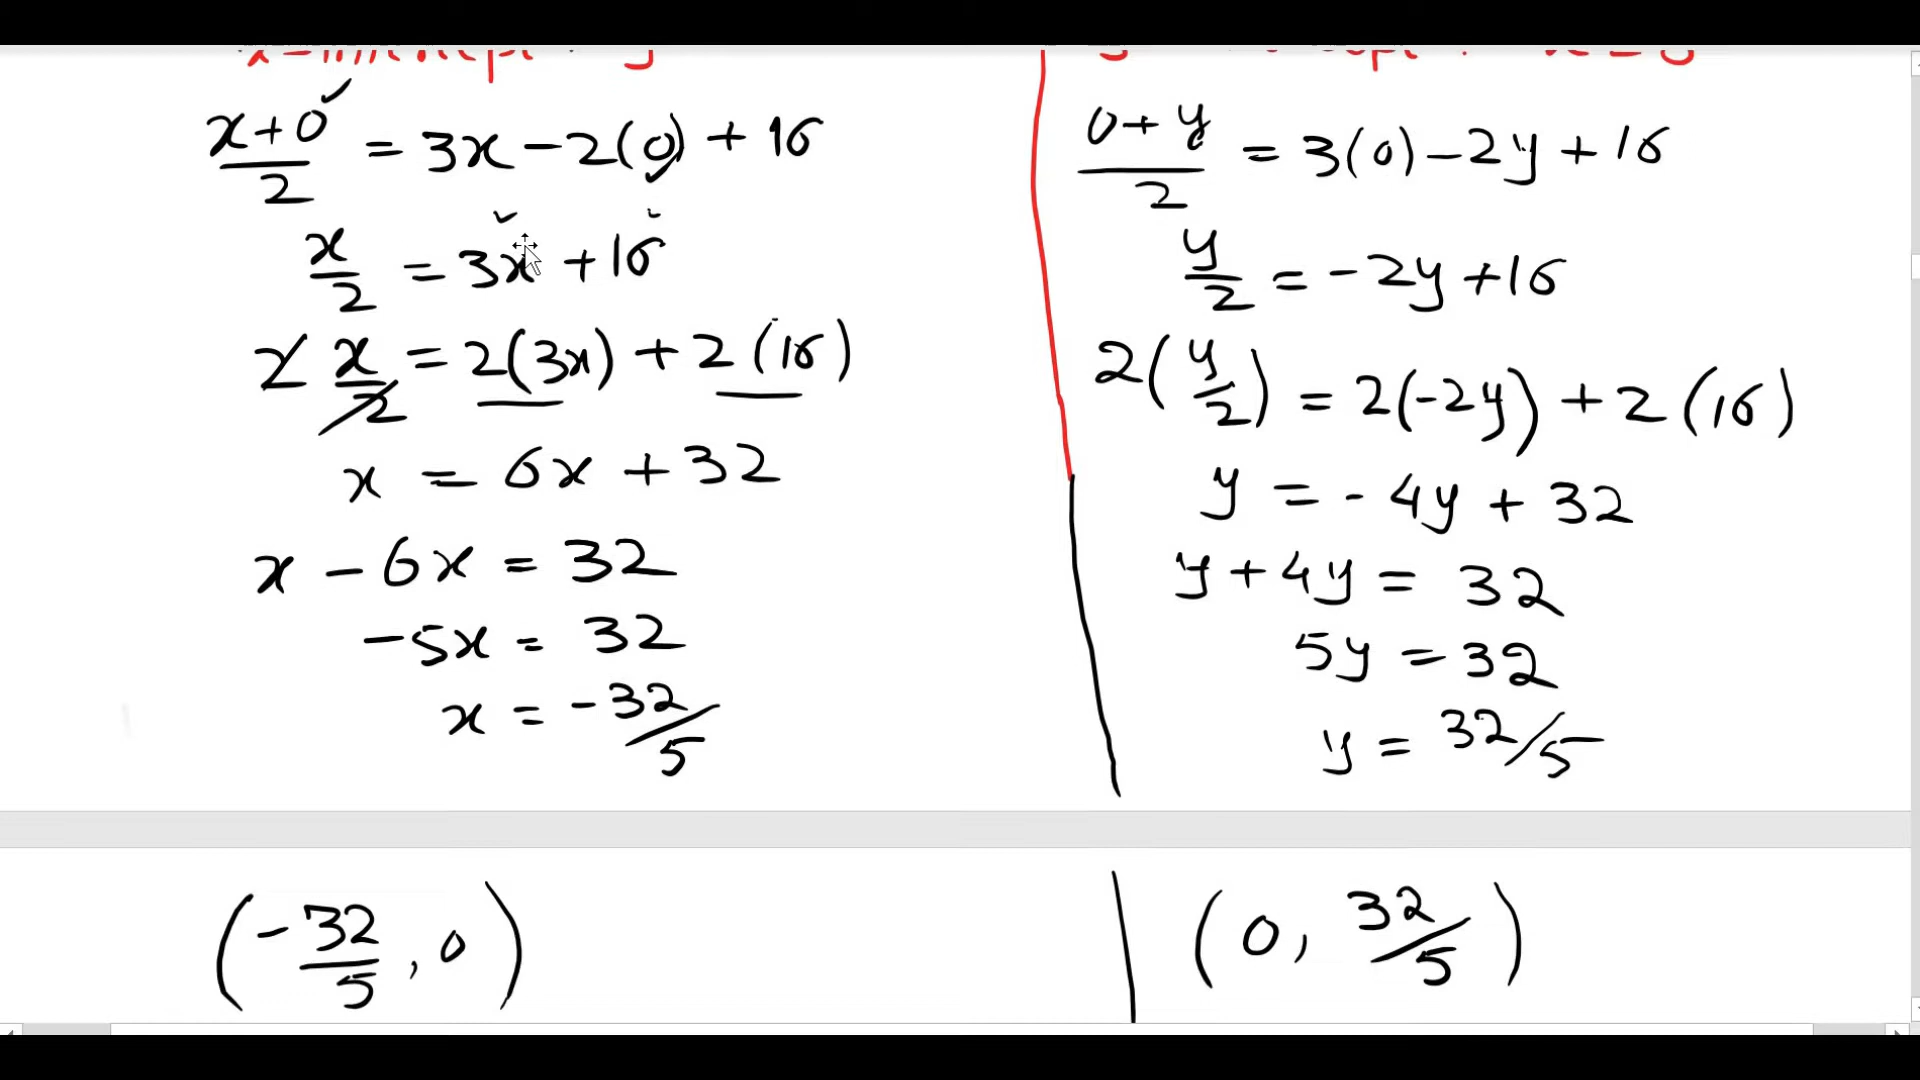 x+0/2 = 3x - 2(0) + 16
x/2 = 3x + 16
2 x/2 = 2(3x) + 2(16)
x = 6x + 32
x - 6x = 32
-5x = 32
x = -32/5
(-32/5, 0)
0+y/2 = 3(0) - 2y + 16
y/2 = -2y + 16
2(y/2) = 2(-2y) + 2(16)
y = -4y + 32
y + 4y = 32
5y = 32
y = 32/5
(0, 32/5)